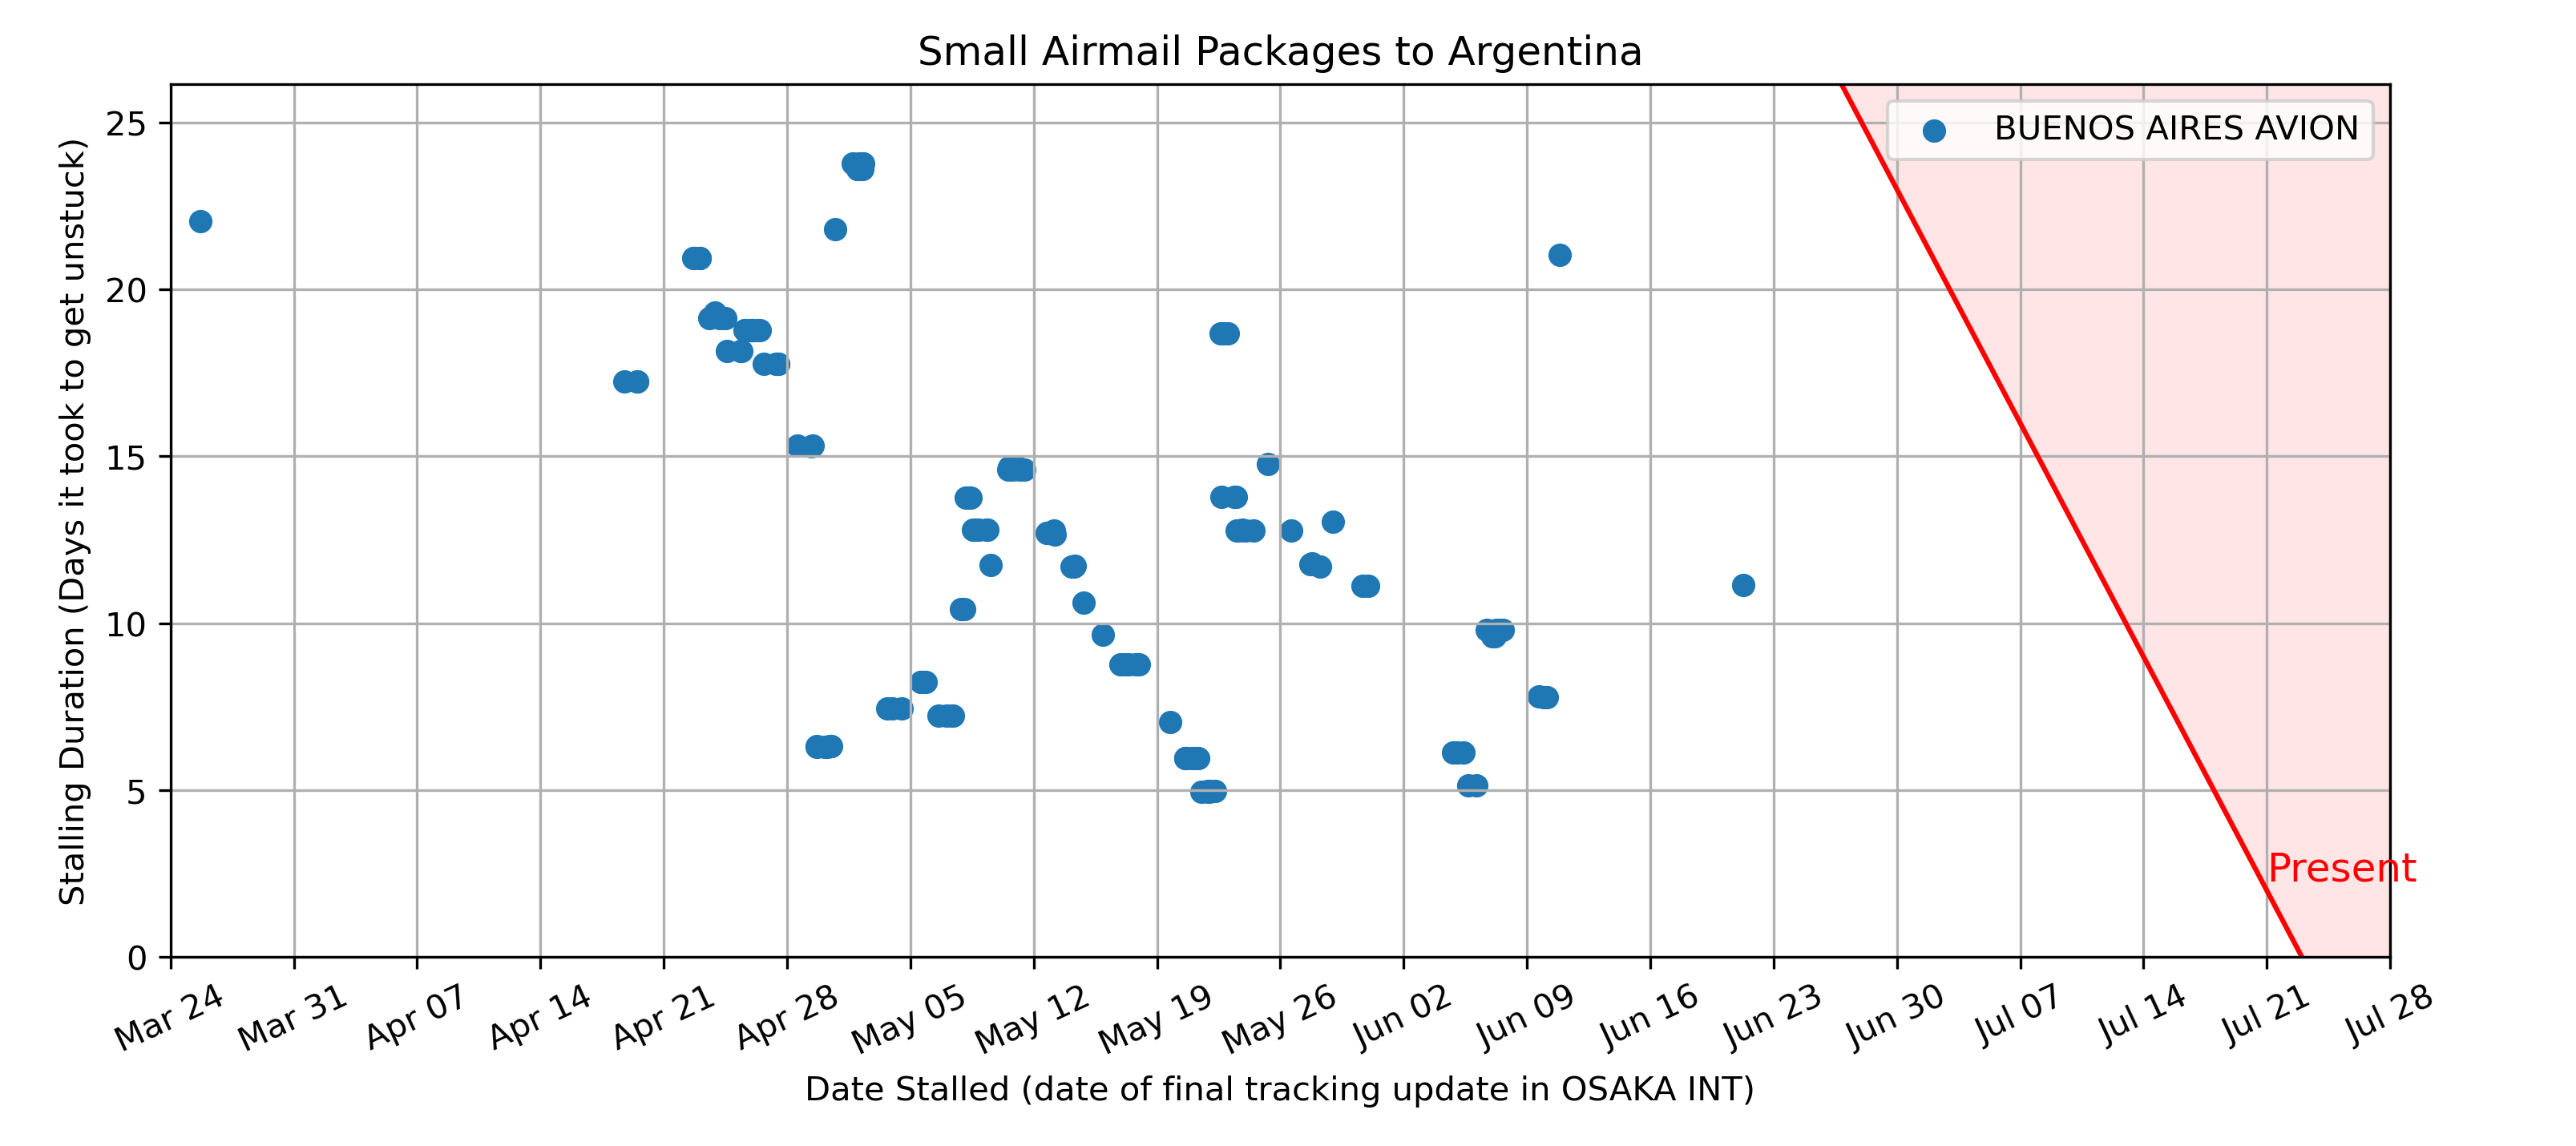 Small Airmail Packages to Argentina
BUENOS AIRES AVION
Stalling Duration (Days it took to get unstuck)
25
20
15
10
5
0
Present
Mar 24
Mar 31
Apr 07
Apr 14
Apr 21
Apr 28
May 05
May 12
May 19
May 26
Jun 02
Jun 09
Jun 16
Jun 23
Jun 30
Jul 07
Jul 14
Jul 21
Jul 28
Date Stalled (date of final tracking update in OSAKA INT)